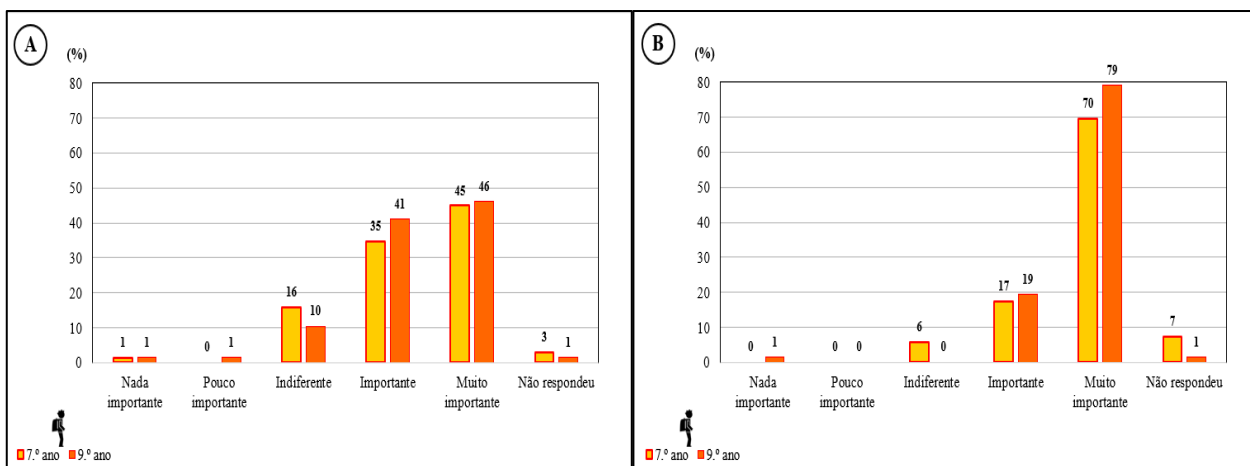 A
(%)
80
70
60
50
40
30
20
10
0
1 1
0 1
16 10
35 41
45 46
3 1
Nada importante
Pouco importante
Indiferente
Importante
Muito importante
Não respondeu
7.º ano 9.º ano
B
(%)
80
70
60
50
40
30
20
10
0
0 1
0 0
6 0
17 19
70 79
7 1
Nada importante
Pouco importante
Indiferente
Importante
Muito importante
Não respondeu
7.º ano 9.º ano